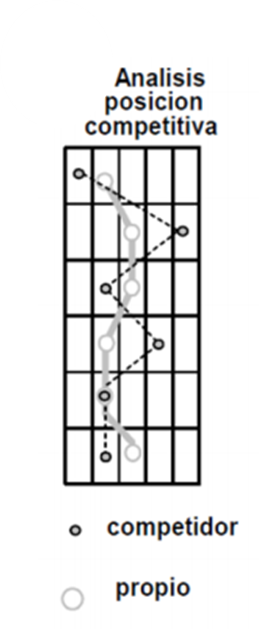 Analisis
posicion
competitiva
competidor
propio